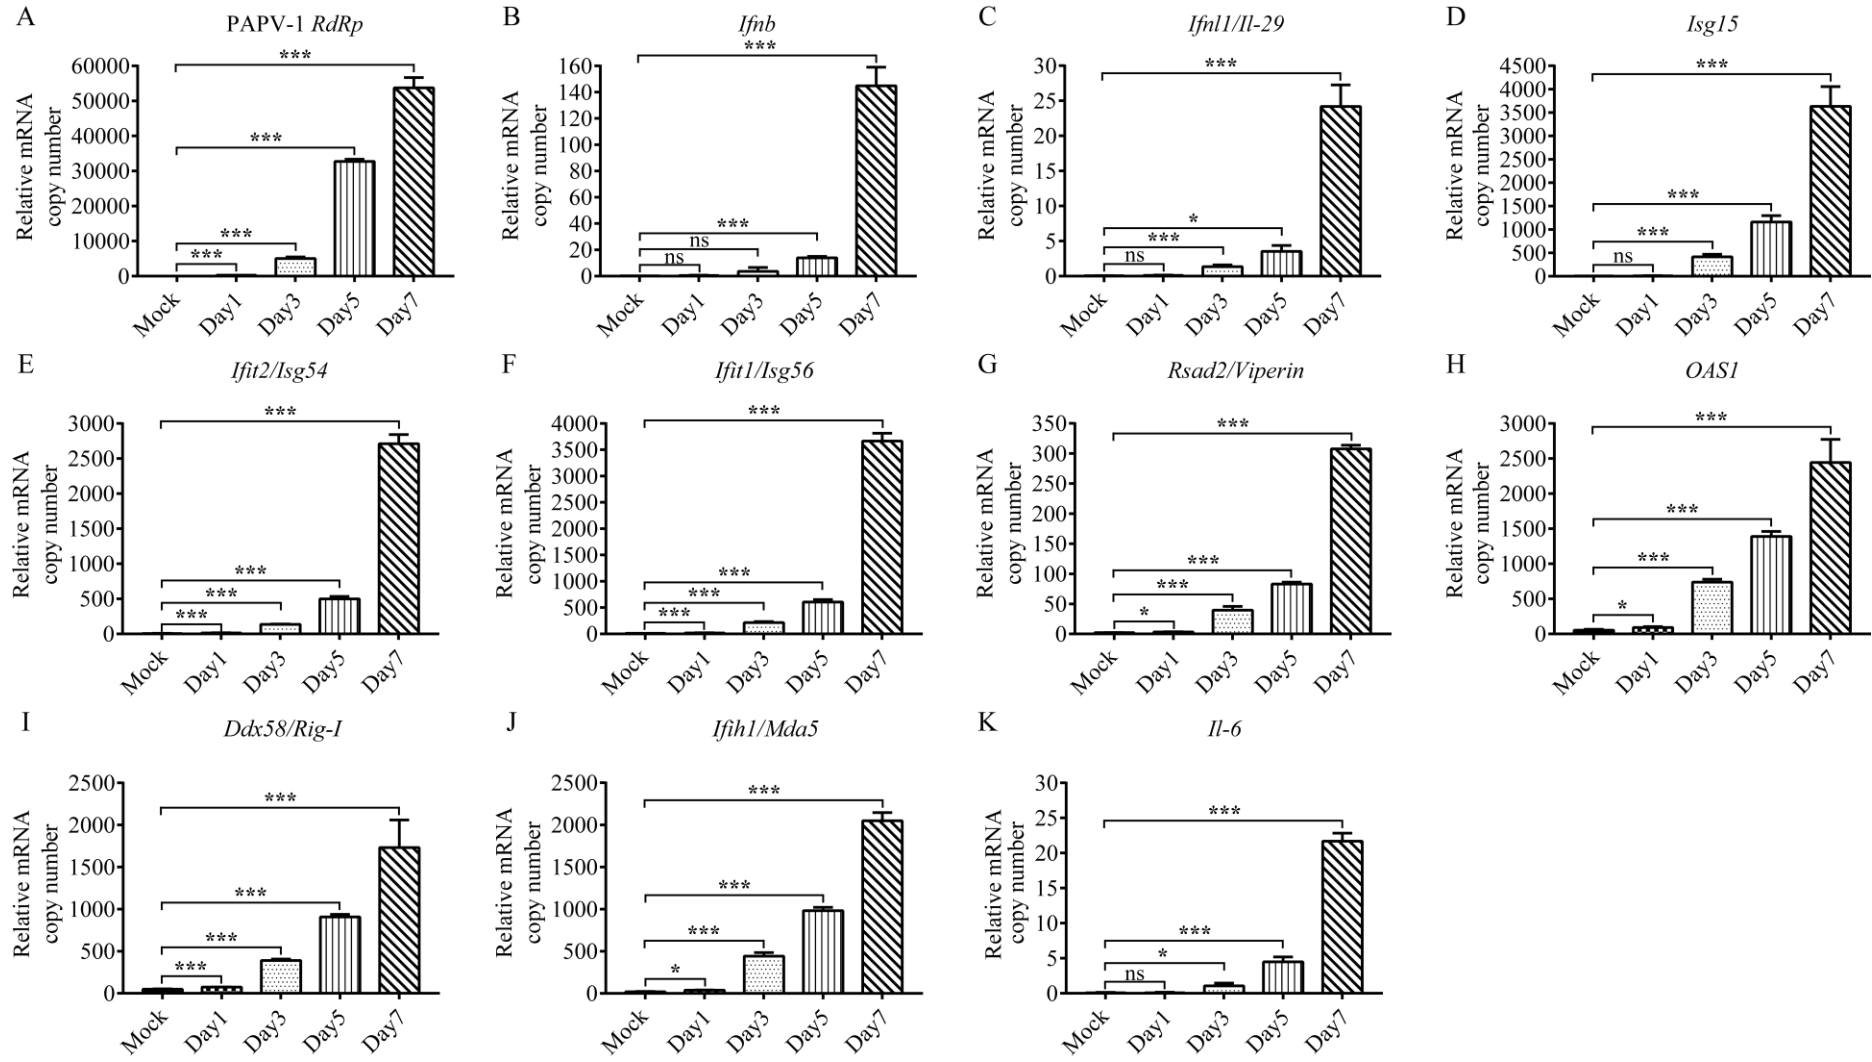 A
PAPV-1 RdRp
Relative mRNA
copy number
60000
50000
40000
30000
20000
10000
0
***
***
***
***
Mock
Day1
Day3
Day5
Day7
B
Ifnb
Relative mRNA
copy number
160
140
120
100
80
60
40
20
0
***
***
ns
ns
Mock
Day1
Day3
Day5
Day7
C
Ifnl1/Il-29
Relative mRNA
copy number
30
25
20
15
10
5
0
***
*
***
ns
Mock
Day1
Day3
Day5
Day7
D
Isg15
Relative mRNA
copy number
4500
4000
3500
3000
2500
2000
1500
1000
500
0
***
***
***
ns
Mock
Day1
Day3
Day5
Day7
E
Ifit2/Isg54
Relative mRNA
copy number
3000
2500
2000
1500
1000
500
0
***
***
***
***
Mock
Day1
Day3
Day5
Day7
F
Ifit1/Isg56
Relative mRNA
copy number
4000
3500
3000
2500
2000
1500
1000
500
0
***
***
***
***
Mock
Day1
Day3
Day5
Day7
G
Rsad2/Viperin
Relative mRNA
copy number
350
300
250
200
150
100
50
0
***
***
***
*
Mock
Day1
Day3
Day5
Day7
H
OAS1
Relative mRNA
copy number
3000
2500
2000
1500
1000
500
0
***
***
***
*
Mock
Day1
Day3
Day5
Day7
I
Ddx58/Rig-I
Relative mRNA
copy number
2500
2000
1500
1000
500
0
***
***
***
***
Mock
Day1
Day3
Day5
Day7
J
Ifih1/Mda5
Relative mRNA
copy number
2500
2000
1500
1000
500
0
***
***
***
*
Mock
Day1
Day3
Day5
Day7
K
Il-6
Relative mRNA
copy number
30
25
20
15
10
5
0
***
***
*
ns
Mock
Day1
Day3
Day5
Day7